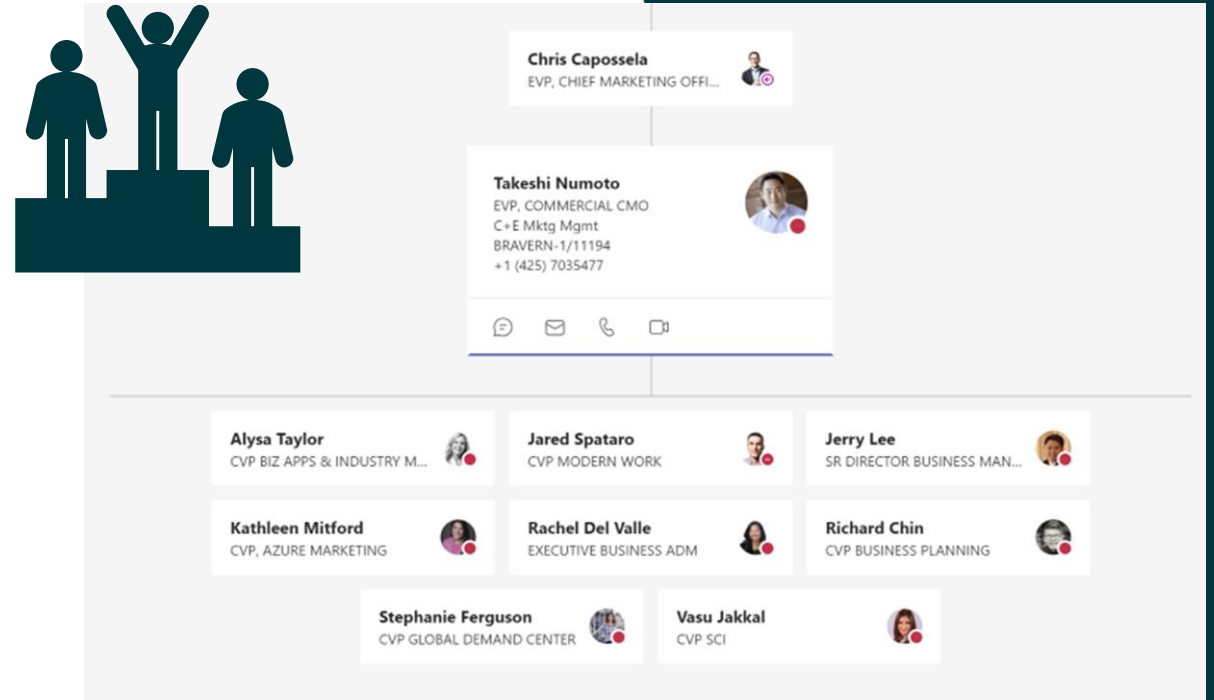 Chris Capossela
EVP, CHIEF MARKETING OFFI...
Takeshi Numoto
EVP, COMMERCIAL CMO
C+E Mktg Mgmt
BRAVERN-1/11194
+1 (425) 7035477
Alysa Taylor
CVP BIZ APPS & INDUSTRY M...
Jared Spataro
CVP MODERN WORK
Jerry Lee
SR DIRECTOR BUSINESS MAN...
Kathleen Mitford
CVP, AZURE MARKETING
Rachel Del Valle
EXECUTIVE BUSINESS ADM
Richard Chin
CVP BUSINESS PLANNING
Stephanie Ferguson
CVP GLOBAL DEMAND CENTER
Vasu Jakkal
CVP SCI